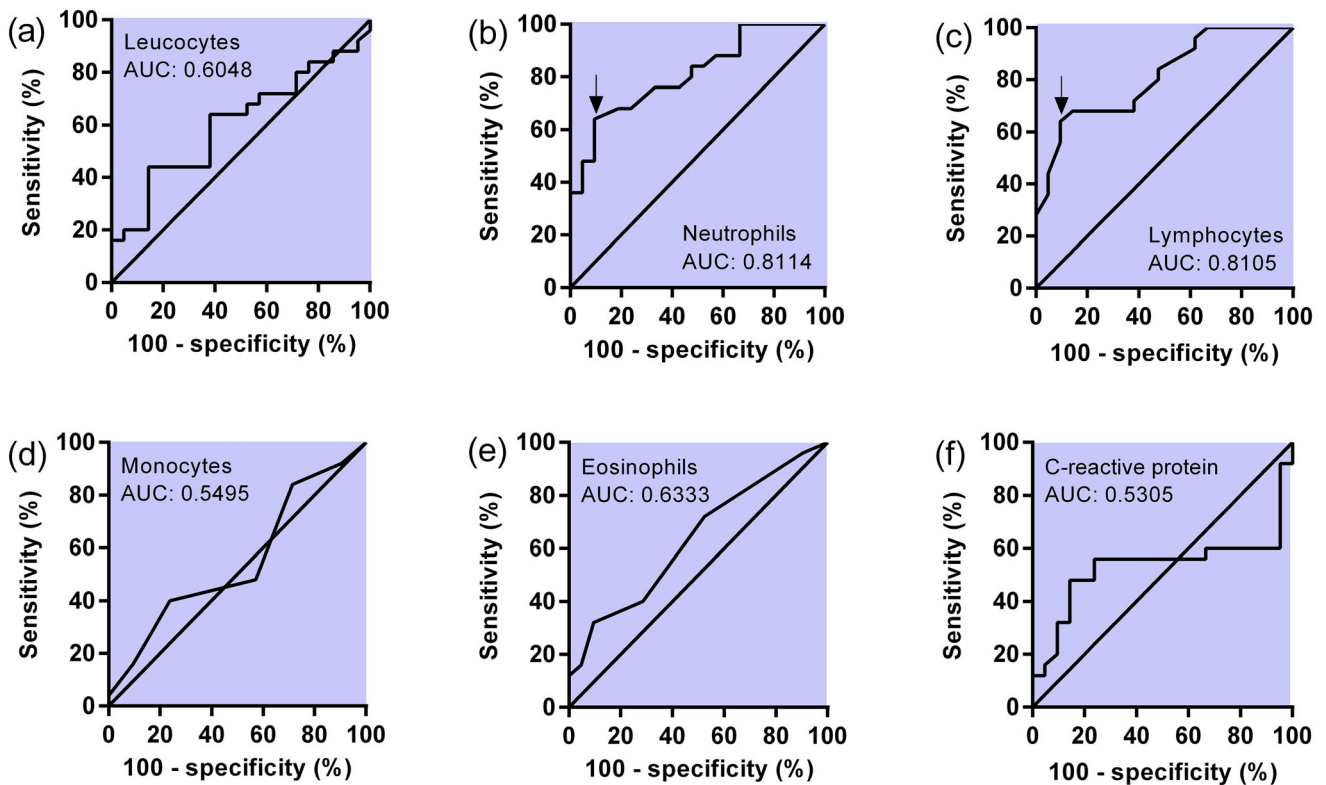 (a)
Leucocytes
AUC: 0.6048
Sensitivity (%)
100
80
60
40
20
0
0 20 40 60 80 100
100 - specificity (%)
(b)
Neutrophils
AUC: 0.8114
Sensitivity (%)
100
80
60
40
20
0
0 20 40 60 80 100
100 - specificity (%)
(c)
Lymphocytes
AUC: 0.8105
Sensitivity (%)
100
80
60
40
20
0
0 20 40 60 80 100
100 - specificity (%)
(d)
Monocytes
AUC: 0.5495
Sensitivity (%)
100
80
60
40
20
0
0 20 40 60 80 100
100 - specificity (%)
(e)
Eosinophils
AUC: 0.6333
Sensitivity (%)
100
80
60
40
20
0
0 20 40 60 80 100
100 - specificity (%)
(f)
C-reactive protein
AUC: 0.5305
Sensitivity (%)
100
80
60
40
20
0
0 20 40 60 80 100
100 - specificity (%)